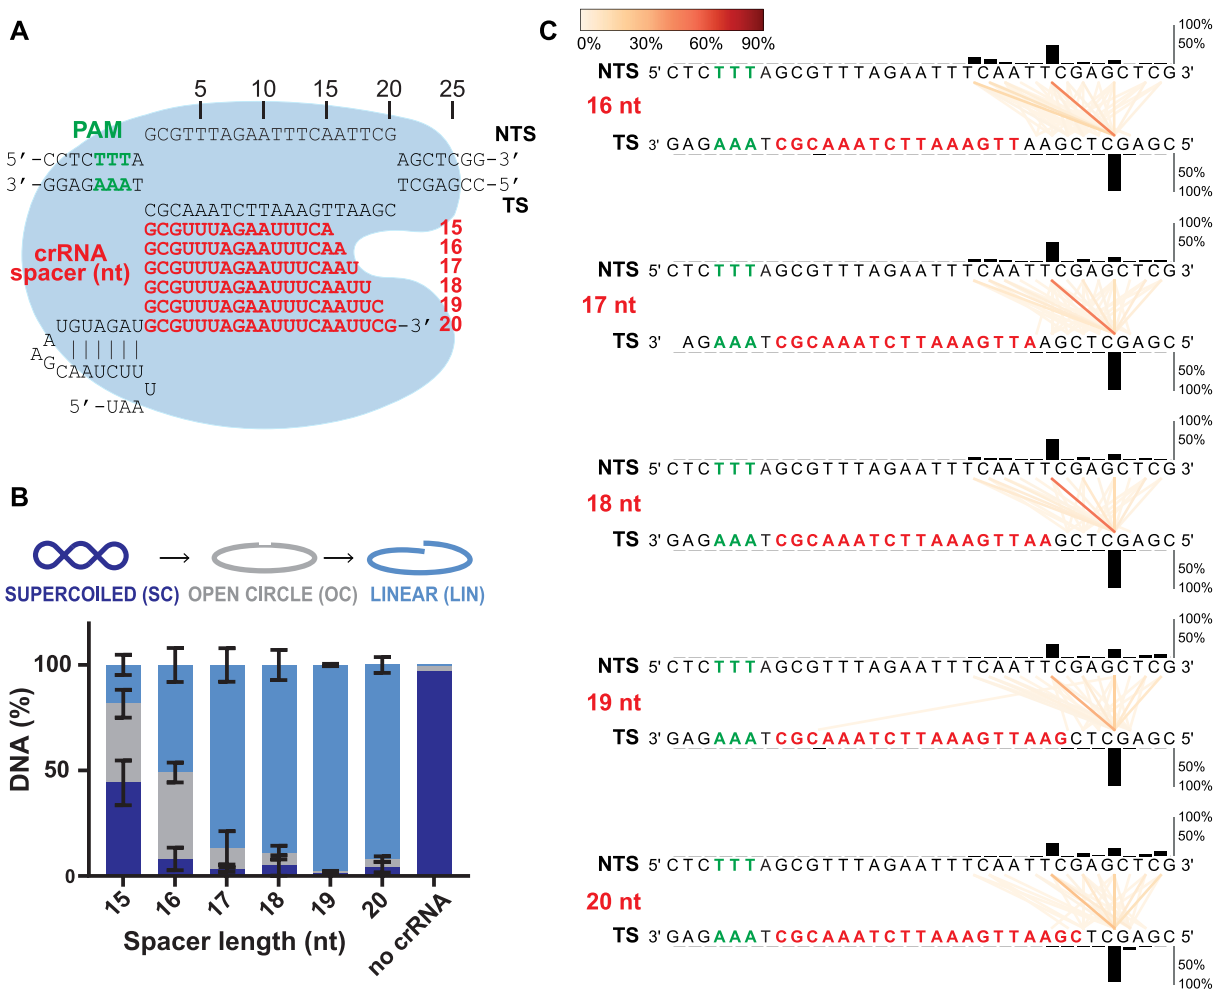 A
5 10 15 20 25
PAM
GCGTTTAGAATTTCAATTCG
NTS
5′-CCTCTTTA AGCTCGG-3′
3′-GGAGAAAT TCGAGCC-5′
TS
CGCAAATCTTAAAGTTAAGC
crRNA
spacer (nt)
GCGUUUAGAAUUUCA 15
GCGUUUAGAAUUUCAA 16
GCGUUUAGAAUUUCAAU 17
GCGUUUAGAAUUUCAAUU 18
GCGUUUAGAAUUUCAAUUC 19
UGUAGAUGCGUUUAGAAUUUCAAUUCG-3′ 20
A
A
G
CAAUCUU
U
5′-UAA
B
SUPERCOILED (SC) OPEN CIRCLE (OC) LINEAR (LIN)
DNA (%)
100
50
0
15 16 17 18 19 20 no crRNA
Spacer length (nt)
C
0% 30% 60% 90%
100%
50%
NTS 5' CTCTTTAGCGTTTAGAATTTCAATTCGAGCTCG 3'
16 nt
TS 3' GAGAAATCGCAAATCTTAAAGTTAAGCTCGAGC 5'
50%
100%
100%
50%
NTS 5' CTCTTTAGCGTTTAGAATTTCAATTCGAGCTCG 3'
17 nt
TS 3' AGAAATCGCAAATCTTAAAGTTAAGCTCGAGC 5'
50%
100%
100%
50%
NTS 5' CTCTTTAGCGTTTAGAATTTCAATTCGAGCTCG 3'
18 nt
TS 3' GAGAAATCGCAAATCTTAAAGTTAAGCTCGAGC 5'
50%
100%
100%
50%
NTS 5' CTCTTTAGCGTTTAGAATTTCAATTCGAGCTCG 3'
19 nt
TS 3' GAGAAATCGCAAATCTTAAAGTTAAGCTCGAGC 5'
50%
100%
100%
50%
NTS 5' CTCTTTAGCGTTTAGAATTTCAATTCGAGCTCG 3'
20 nt
TS 3' GAGAAATCGCAAATCTTAAAGTTAAGCTCGAGC 5'
50%
100%